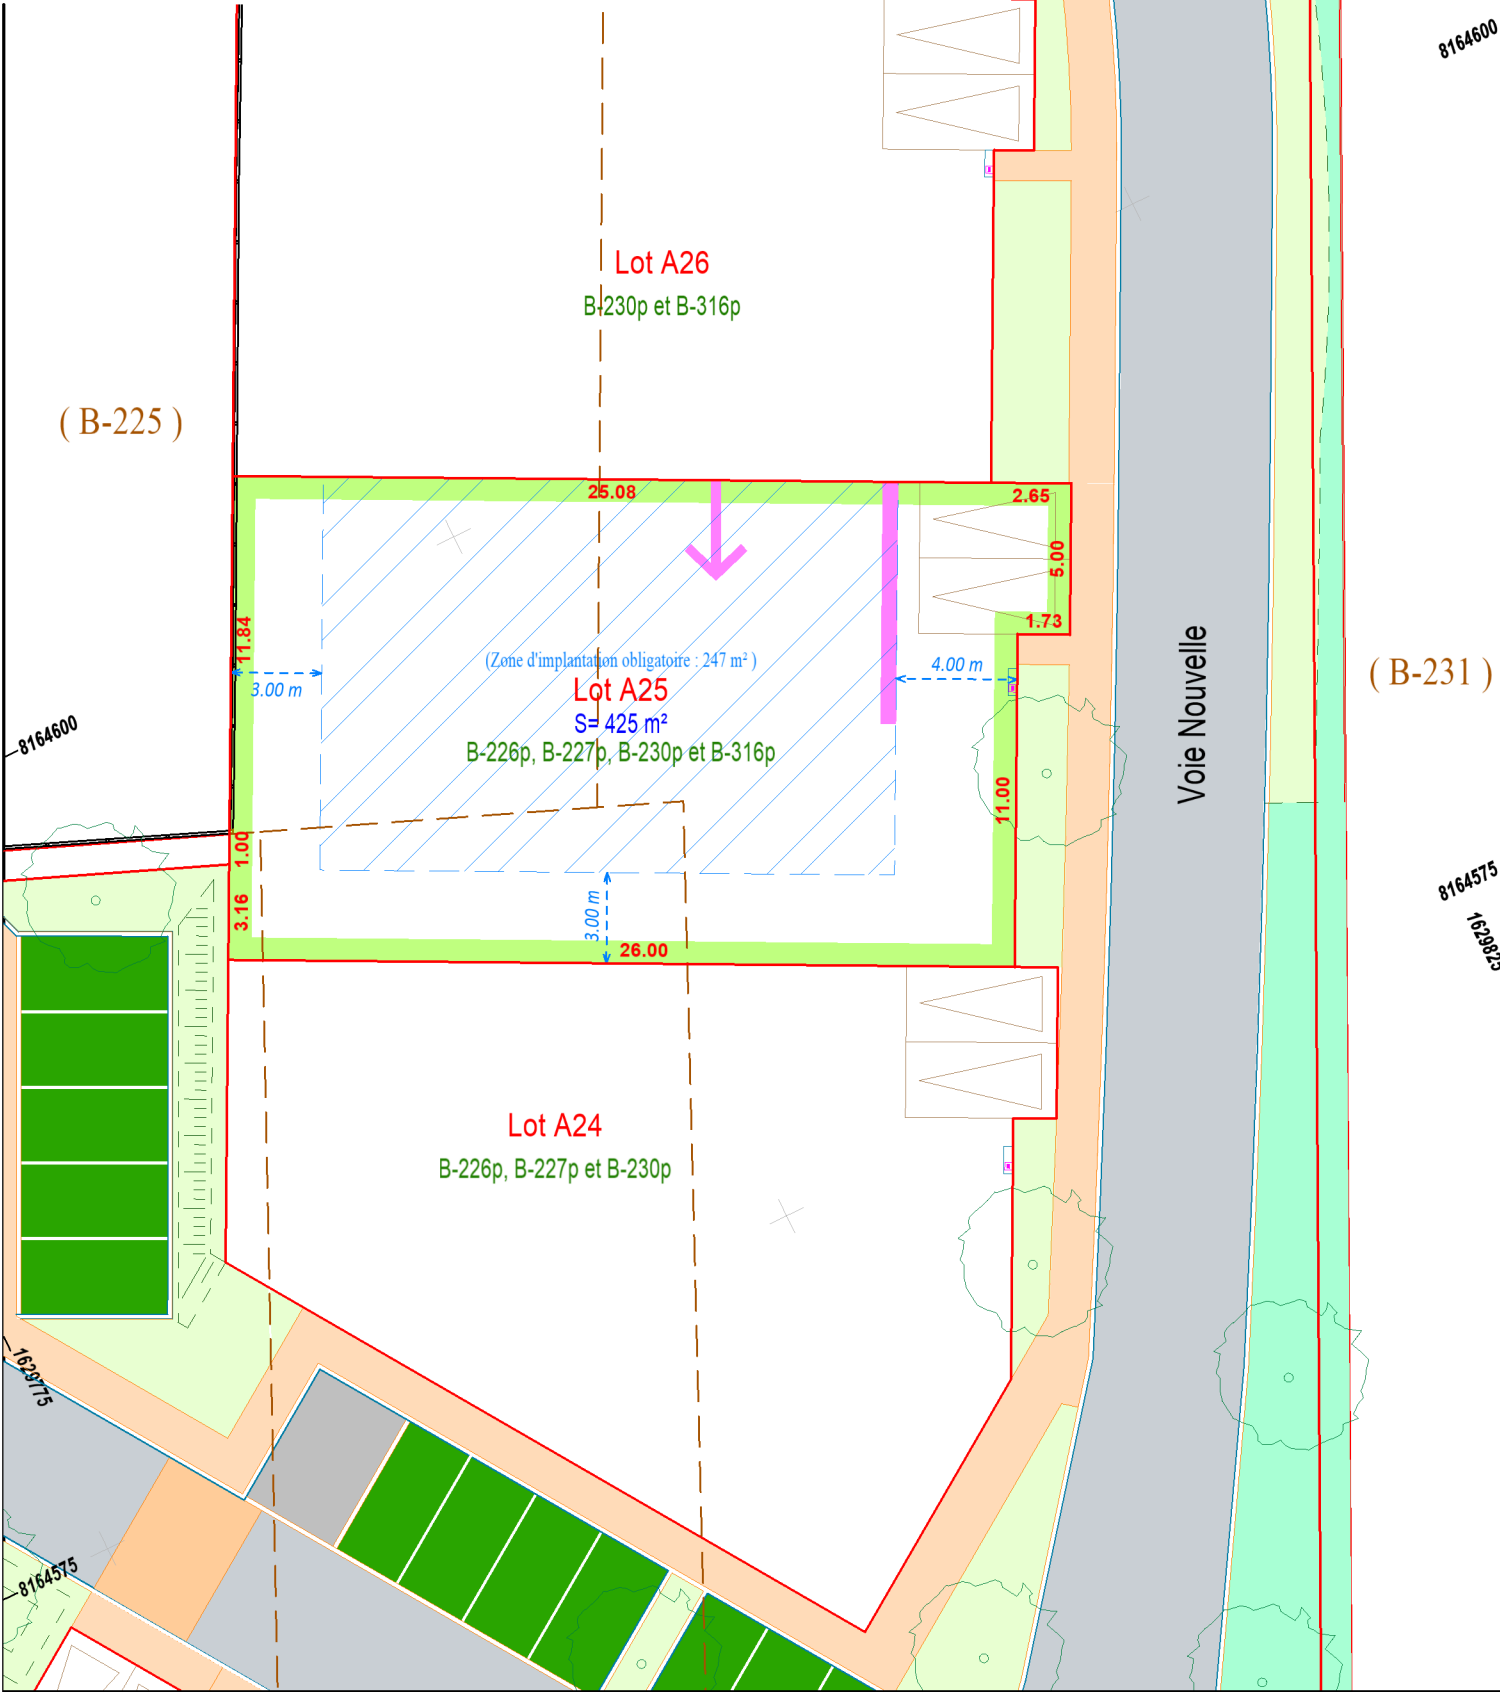 8164600
Lot A26
B-230p et B-316p
( B-225 )
25.08
2.65
5.00
1.73
11.84
3.00 m
(Zone d'implantation obligatoire : 247 m² )
4.00 m
Lot A25
S= 425 m²
B-226p, B-227p, B-230p et B-316p
Voie Nouvelle
( B-231 )
8164600
11.00
1.00
3.16
3.00 m
26.00
8164575
1629825
Lot A24
B-226p, B-227p et B-230p
1629775
8164575